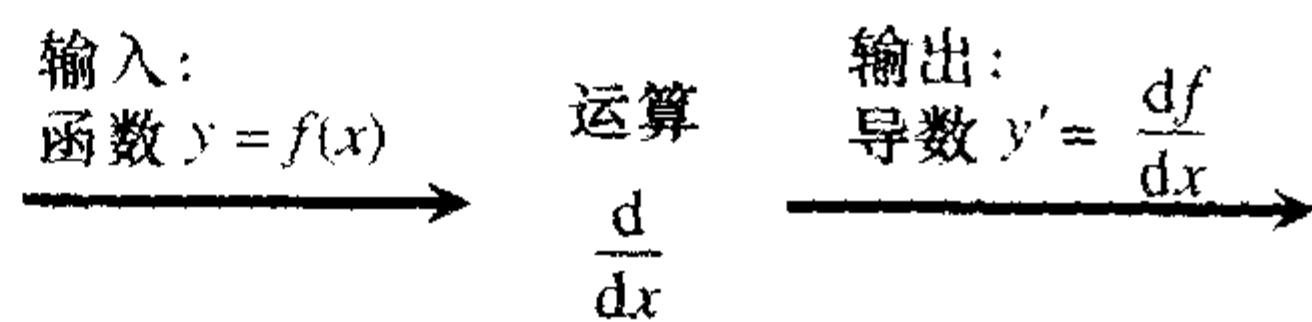 输入:
函数 y = f(x)
运算
d
dx
输出:
导数 y′ = df
dx